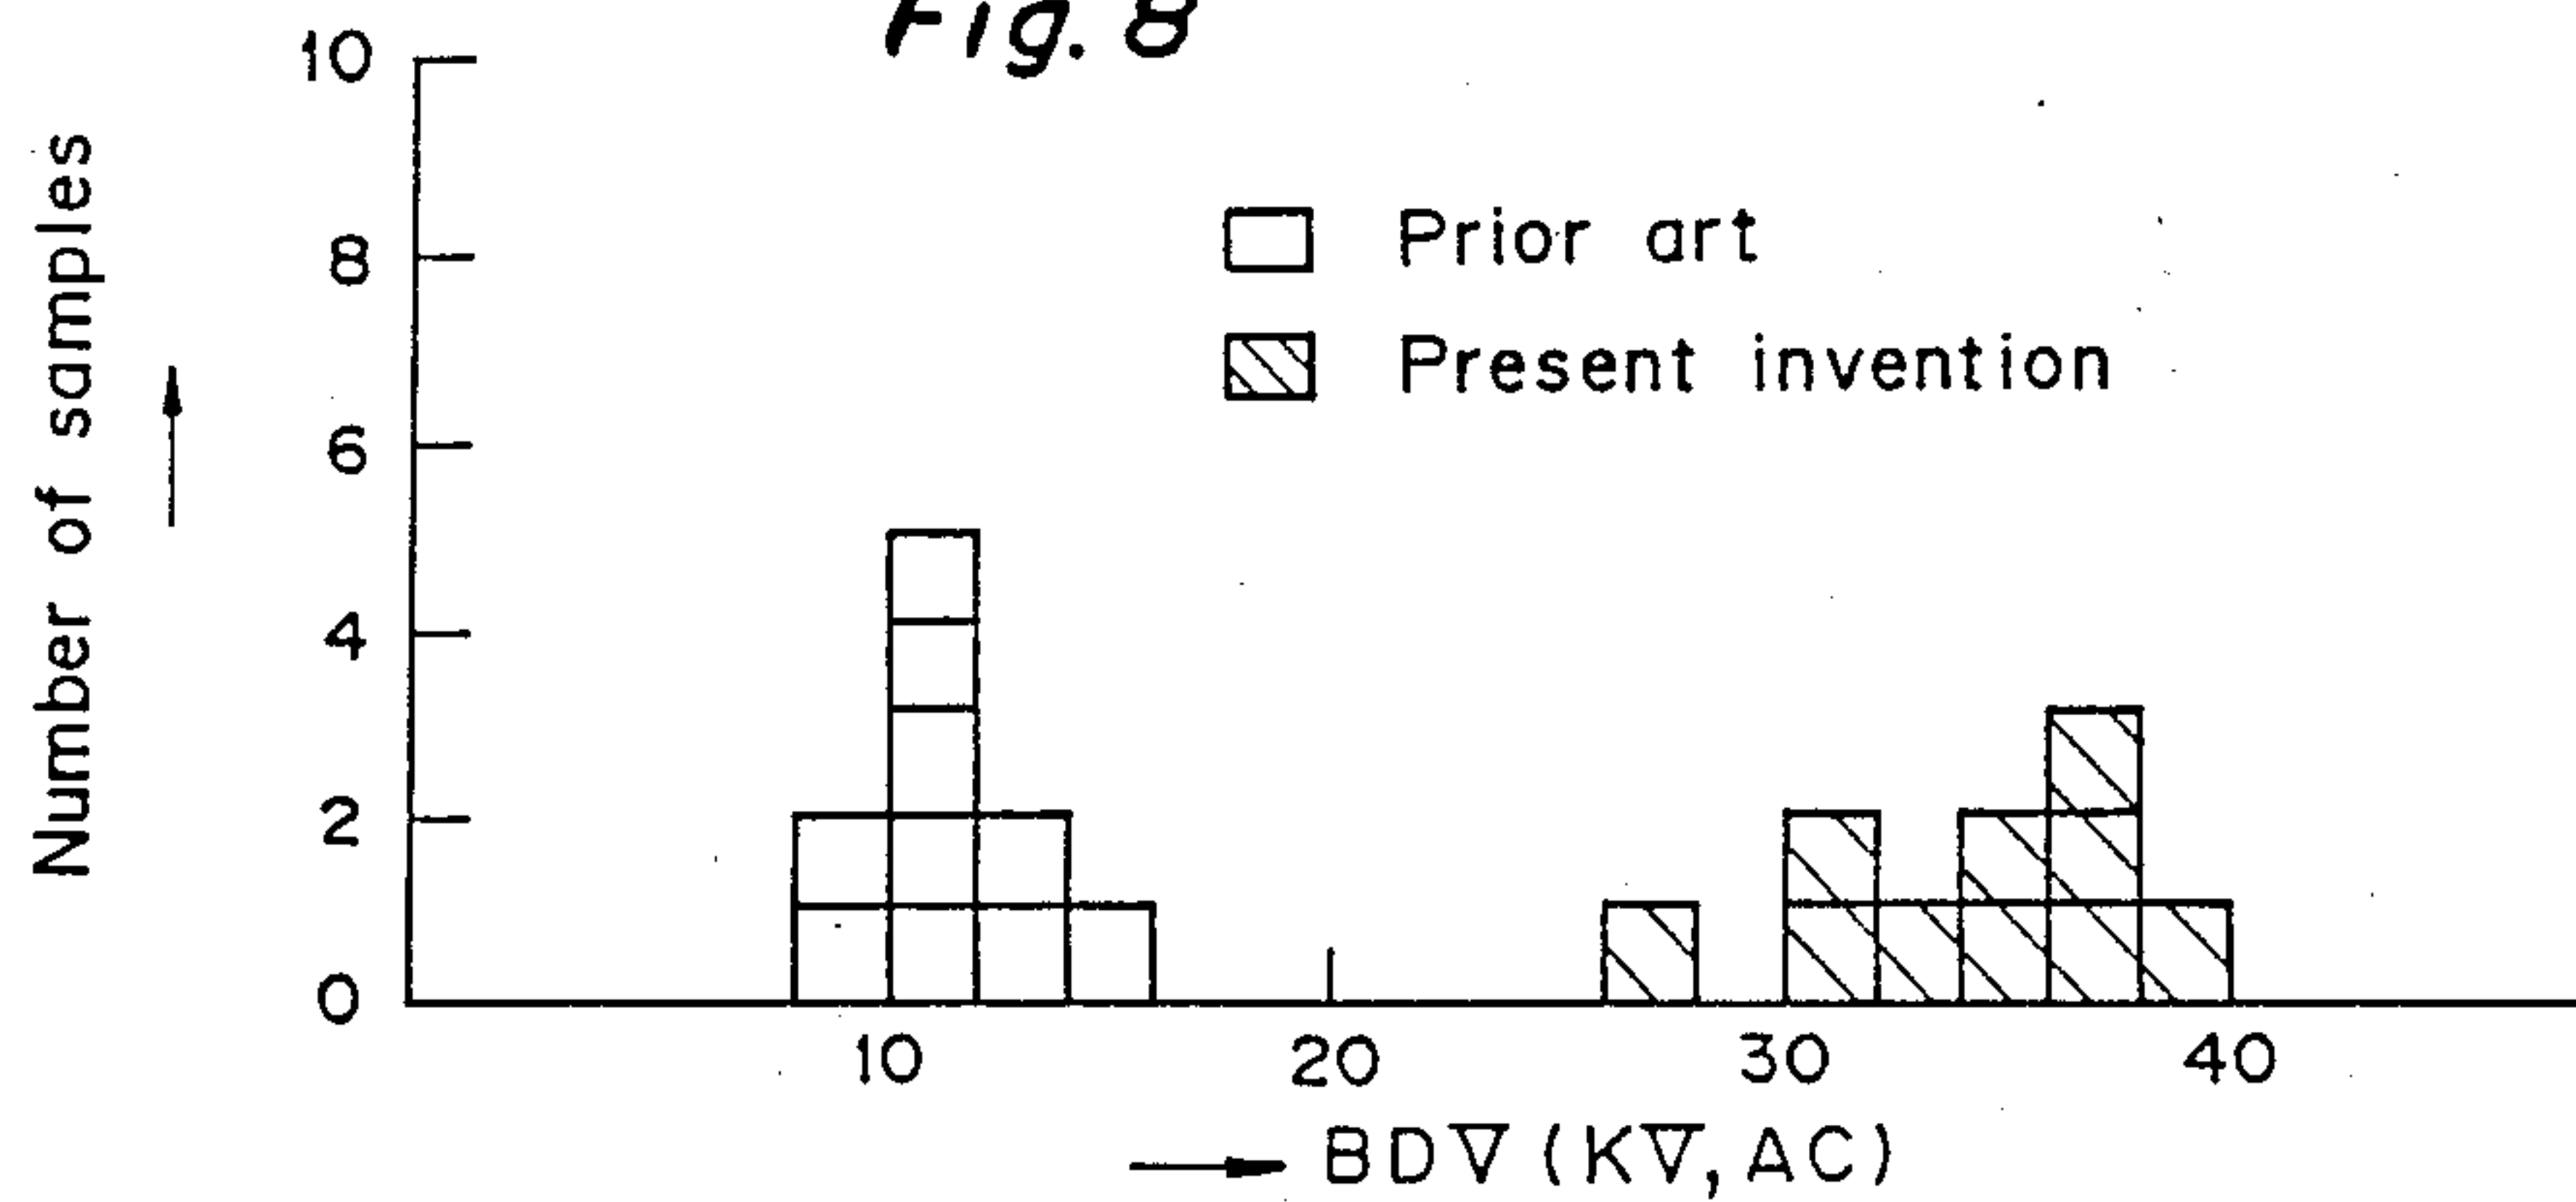 Fig. 8
10
8
6
4
2
0
Number of samples
Prior art
Present invention
10 20 30 40
BDV (KV, AC)